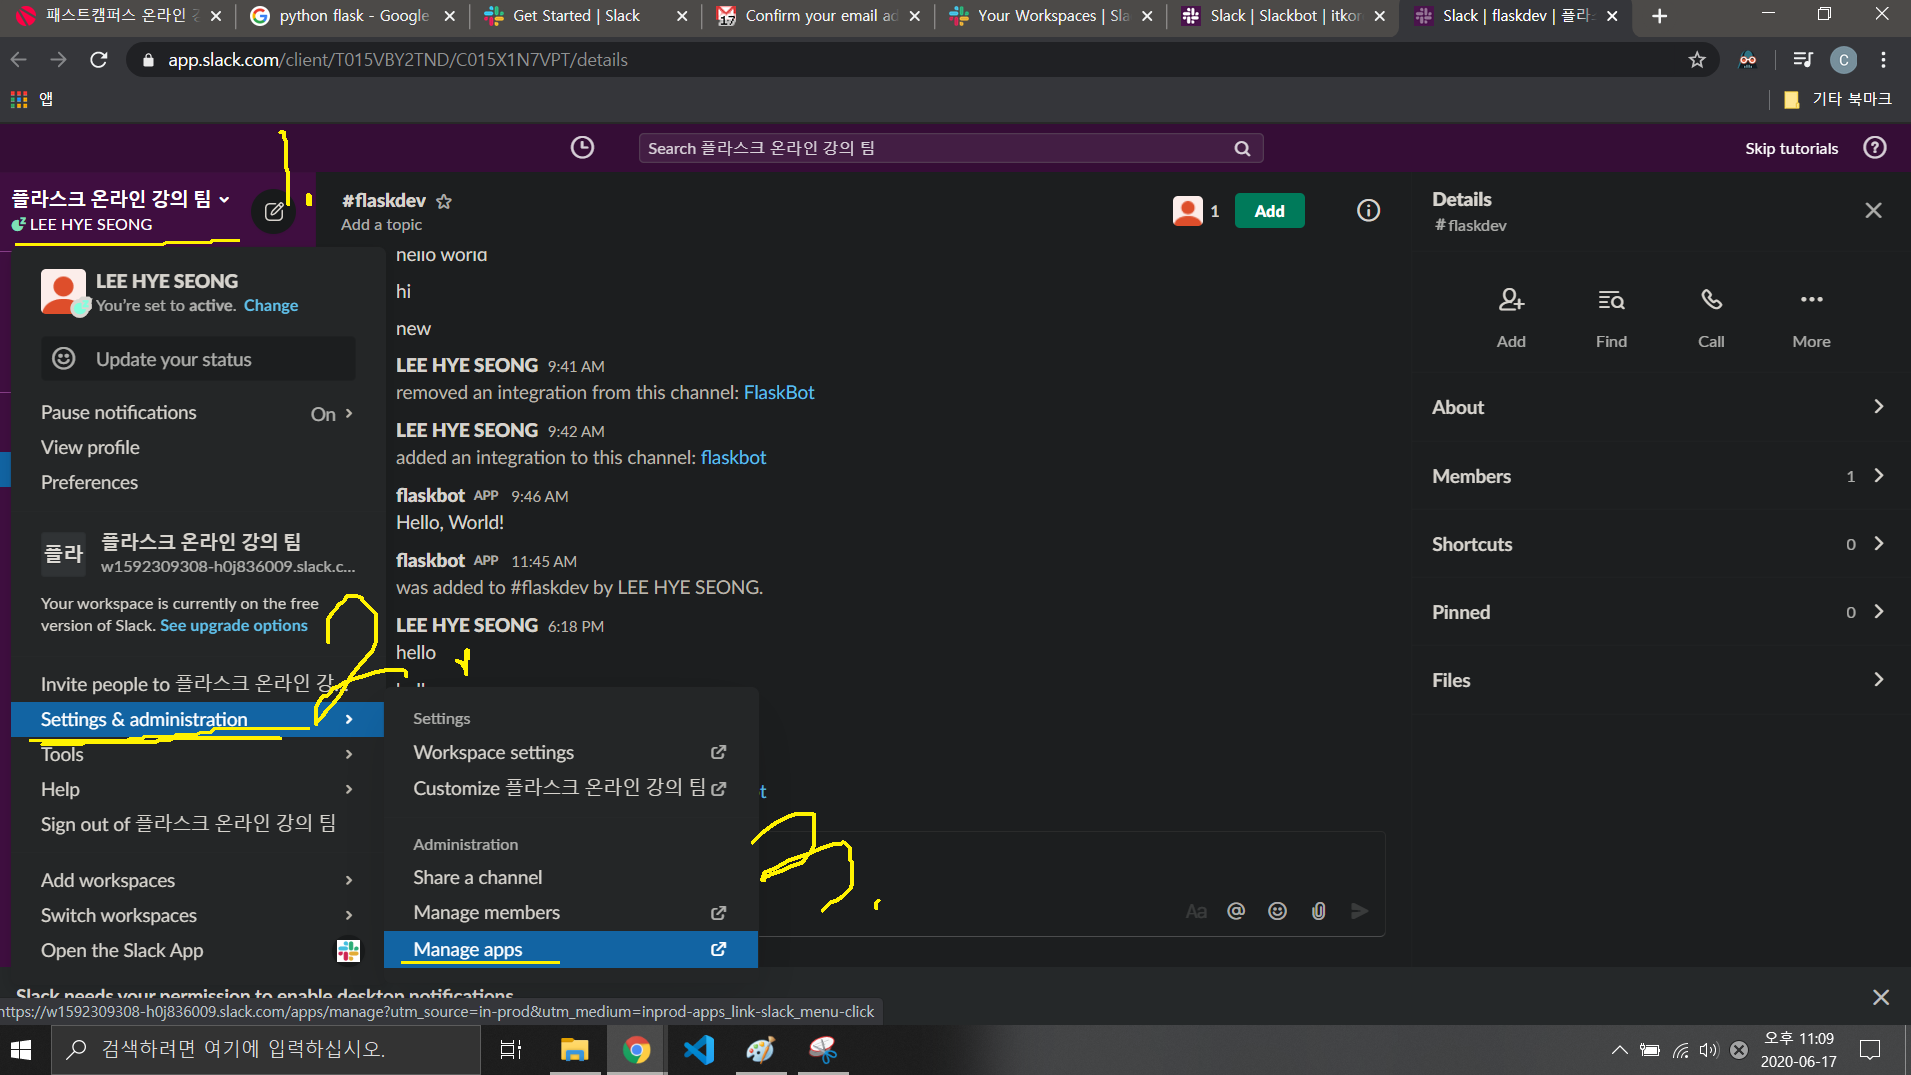 패스트캠퍼스 온라인 강
python flask - Google
Get Started | Slack
Confirm your email ad
Your Workspaces | Sla
Slack | Slackbot | itkor
Slack | flaskdev | 플라
app.slack.com/client/T015VBY2TND/C015X1N7VPT/details
C
앱
기타 북마크
Search 플라스크 온라인 강의 팀
Skip tutorials
플라스크 온라인 강의 팀
LEE HYE SEONG
1.
#flaskdev
Add a topic
1
Add
Details
# flaskdev
LEE HYE SEONG
You're set to active. Change
Update your status
Pause notifications On
View profile
Preferences
플라
플라스크 온라인 강의 팀
w1592309308-h0j836009.slack.c...
Your workspace is currently on the free
version of Slack. See upgrade options
2.
Invite people to 플라스크 온라인 강...
Settings & administration
Tools
Help
Sign out of 플라스크 온라인 강의 팀
Add workspaces
Switch workspaces
Open the Slack App
hello world
hi
new
LEE HYE SEONG 9:41 AM
removed an integration from this channel: FlaskBot
LEE HYE SEONG 9:42 AM
added an integration to this channel: flaskbot
flaskbot APP 9:46 AM
Hello, World!
flaskbot APP 11:45 AM
was added to #flaskdev by LEE HYE SEONG.
LEE HYE SEONG 6:18 PM
hello
Settings
Workspace settings
Customize 플라스크 온라인 강의 팀
Administration
Share a channel
Manage members
Manage apps
3.
Aa
Add
Find
Call
More
About
Members 1
Shortcuts 0
Pinned 0
Files
Slack needs your permission to enable desktop notifications.
https://w1592309308-h0j836009.slack.com/apps/manage?utm_source=in-prod&utm_medium=inprod-apps_link-slack_menu-click
검색하려면 여기에 입력하십시오.
오후 11:09
2020-06-17